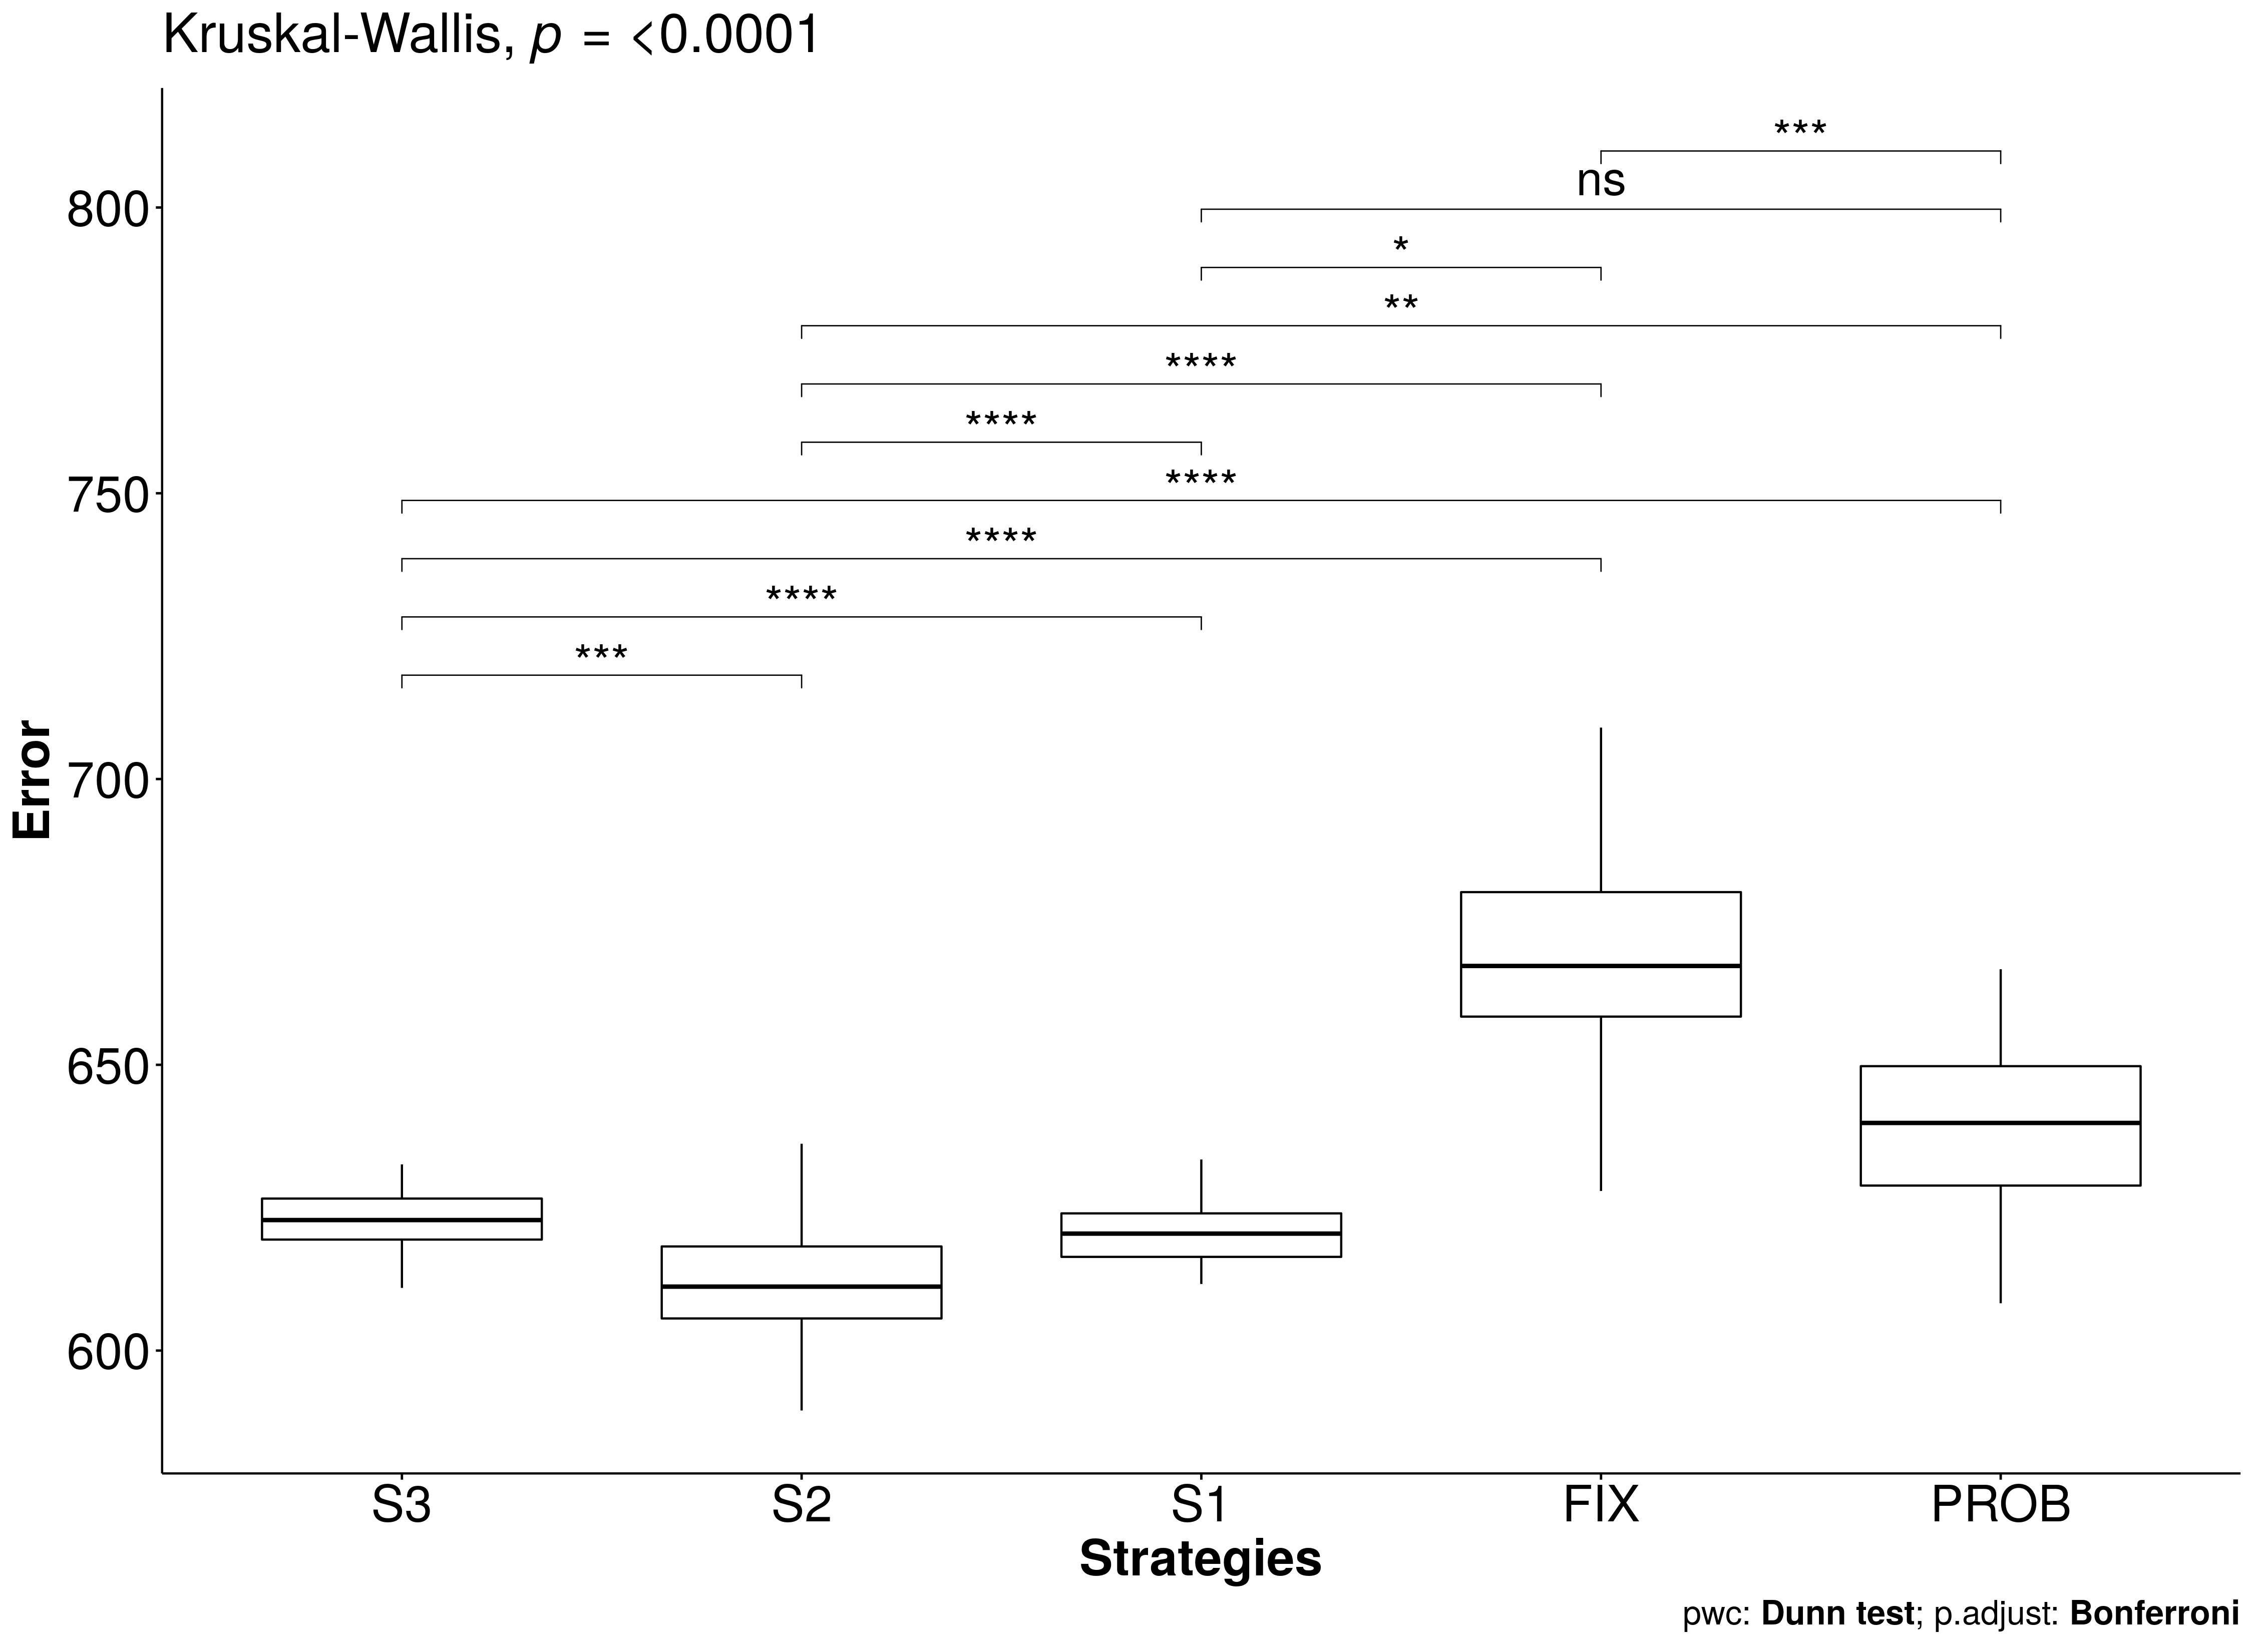 Kruskal-Wallis, p = <0.0001
***
ns
800
*
**
****
****
750
****
****
****
***
Error
700
650
600
S3 S2 S1 FIX PROB
Strategies
pwc: Dunn test; p.adjust: Bonferroni